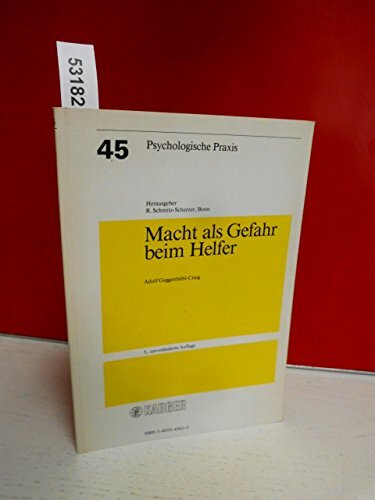 53182
45 Psychologische Praxis
Herausgeber
R. Schmitz-Scherzer, Bonn
Macht als Gefahr
beim Helfer
Adolf Guggenbühl-Craig
5., unveränderte Auflage
KARGER